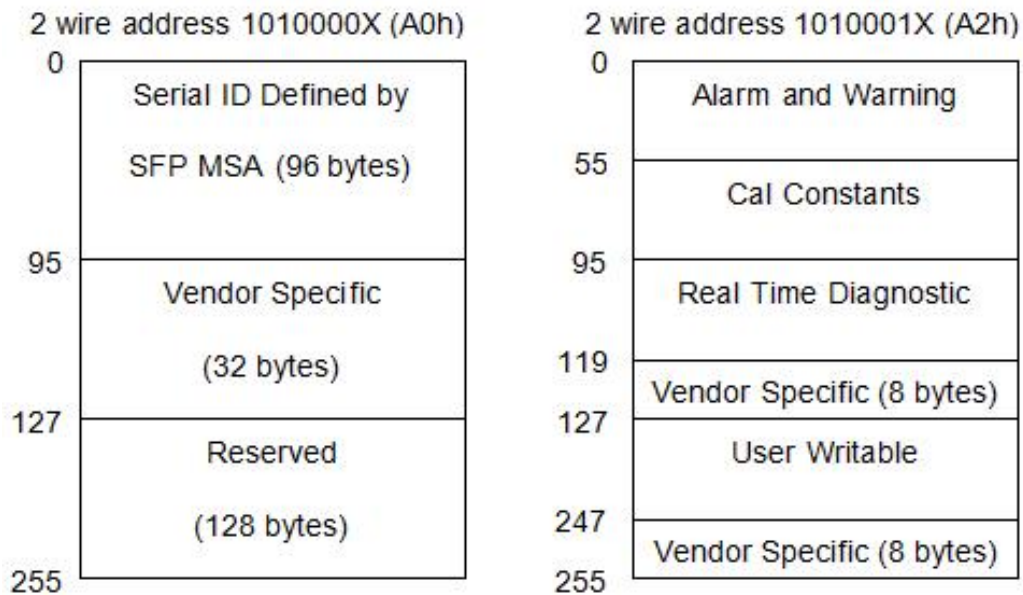 2 wire address 1010000X (A0h)
0
Serial ID Defined by
SFP MSA (96 bytes)
95
Vendor Specific
(32 bytes)
127
Reserved
(128 bytes)
255
2 wire address 1010001X (A2h)
0
Alarm and Warning
55
Cal Constants
95
Real Time Diagnostic
119
Vendor Specific (8 bytes)
127
User Writable
247
Vendor Specific (8 bytes)
255